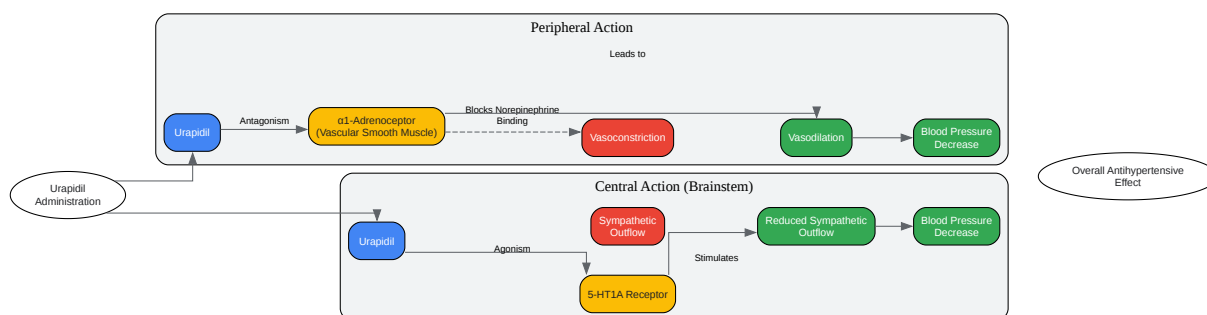 Peripheral Action
Leads to
Urapidil
Antagonism
α1-Adrenoceptor
(Vascular Smooth Muscle)
Blocks Norepinephrine
Binding
Vasoconstriction
Vasodilation
Blood Pressure
Decrease
Urapidil
Administration
Overall Antihypertensive
Effect
Central Action (Brainstem)
Urapidil
Agonism
Sympathetic
Outflow
5-HT1A Receptor
Stimulates
Reduced Sympathetic
Outflow
Blood Pressure
Decrease